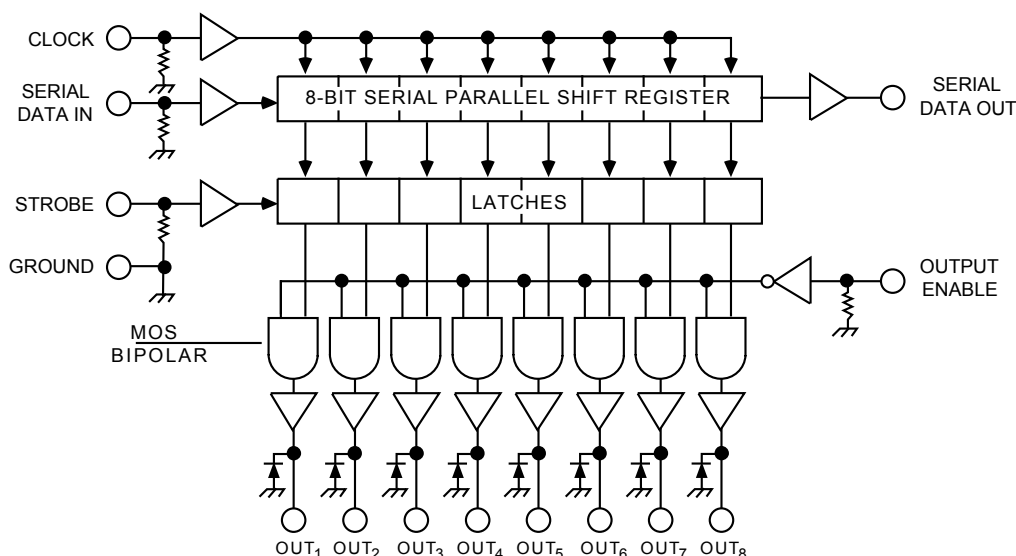 CLOCK
SERIAL
DATA IN
8-BIT SERIAL PARALLEL SHIFT REGISTER
SERIAL
DATA OUT
STROBE
LATCHES
GROUND
OUTPUT
ENABLE
MOS
BIPOLAR
OUT1 OUT2 OUT3 OUT4 OUT5 OUT6 OUT7 OUT8